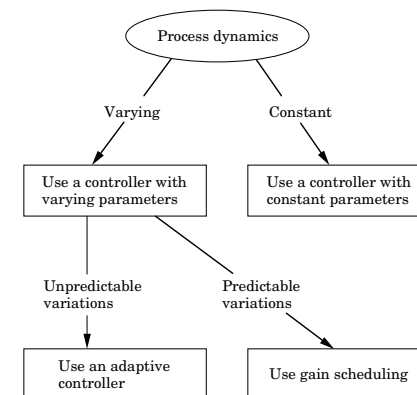 Process dynamics
Varying
Constant
Use a controller with
varying parameters
Use a controller with
constant parameters
Unpredictable
variations
Predictable
variations
Use an adaptive
controller
Use gain scheduling